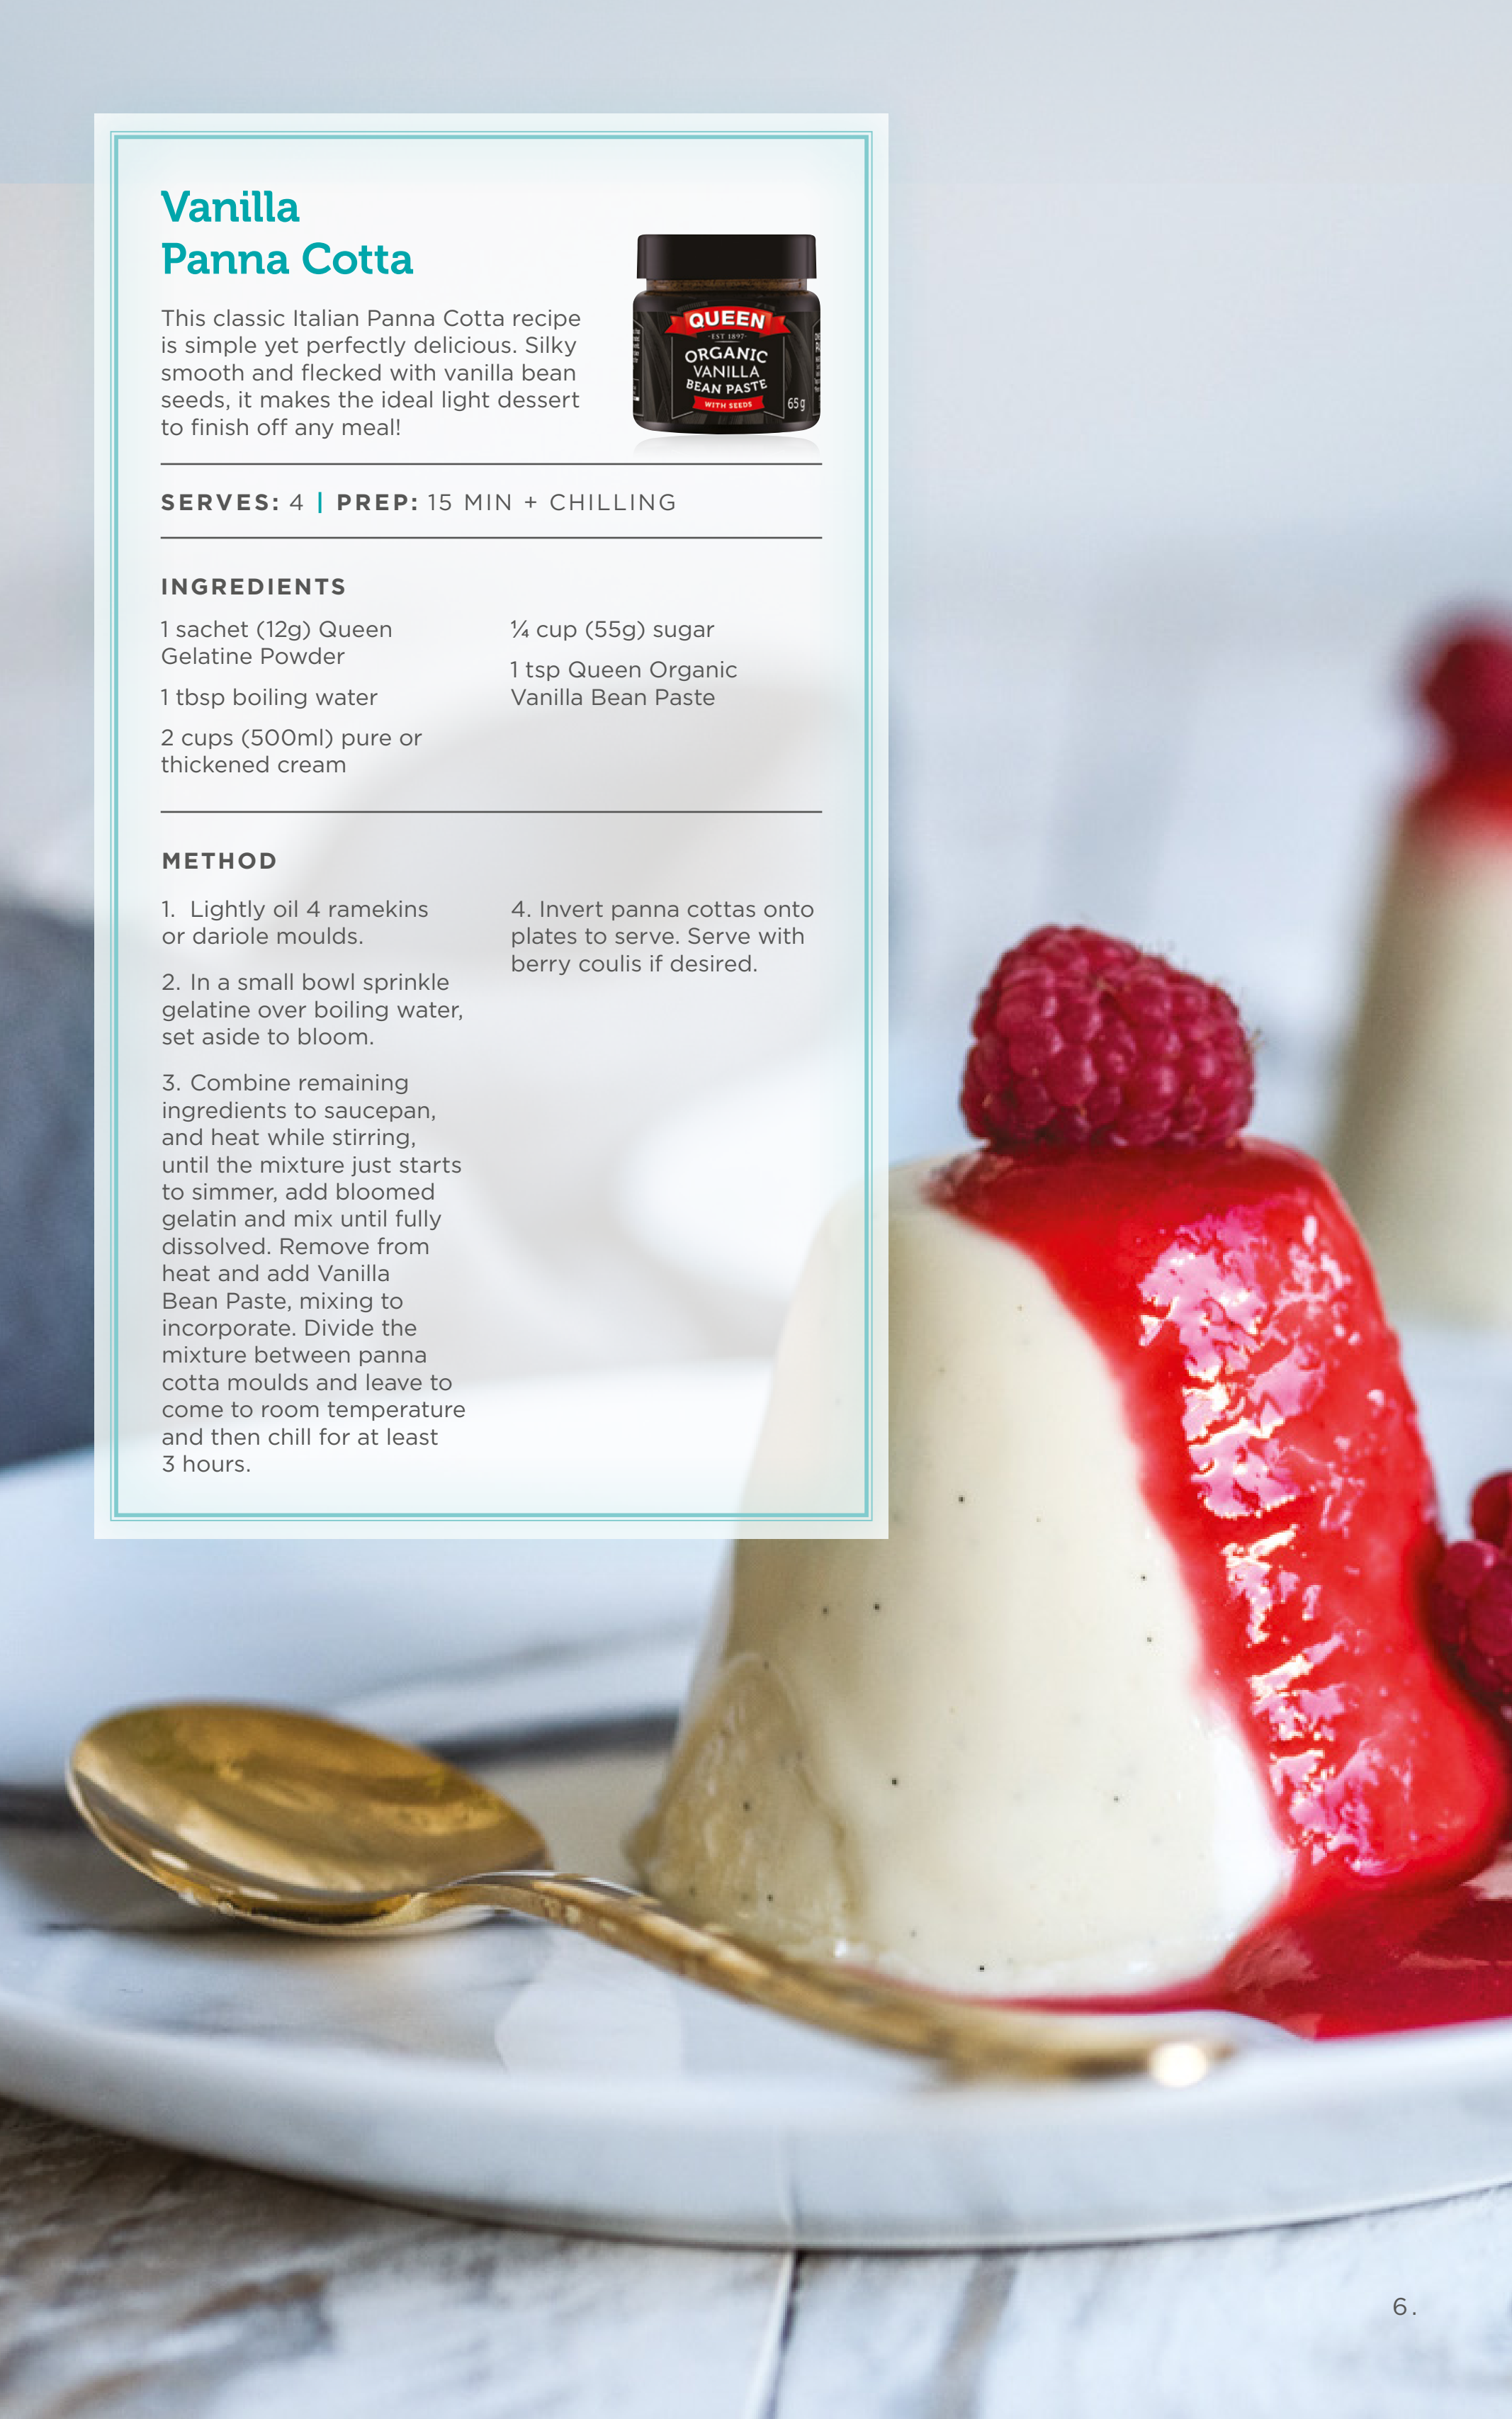 Vanilla
Panna Cotta
This classic Italian Panna Cotta recipe
is simple yet perfectly delicious. Silky
smooth and flecked with vanilla bean
seeds, it makes the ideal light dessert
to finish off any meal!
QUEEN
·EST 1897·
ORGANIC
VANILLA
BEAN PASTE
WITH SEEDS
65g
SERVES: 4 | PREP: 15 MIN + CHILLING
INGREDIENTS
1 sachet (12g) Queen
Gelatine Powder
1 tbsp boiling water
2 cups (500ml) pure or
thickened cream
¼ cup (55g) sugar
1 tsp Queen Organic
Vanilla Bean Paste
METHOD
1. Lightly oil 4 ramekins
or dariole moulds.
2. In a small bowl sprinkle
gelatine over boiling water,
set aside to bloom.
3. Combine remaining
ingredients to saucepan,
and heat while stirring,
until the mixture just starts
to simmer, add bloomed
gelatin and mix until fully
dissolved. Remove from
heat and add Vanilla
Bean Paste, mixing to
incorporate. Divide the
mixture between panna
cotta moulds and leave to
come to room temperature
and then chill for at least
3 hours.
4. Invert panna cottas onto
plates to serve. Serve with
berry coulis if desired.
6.